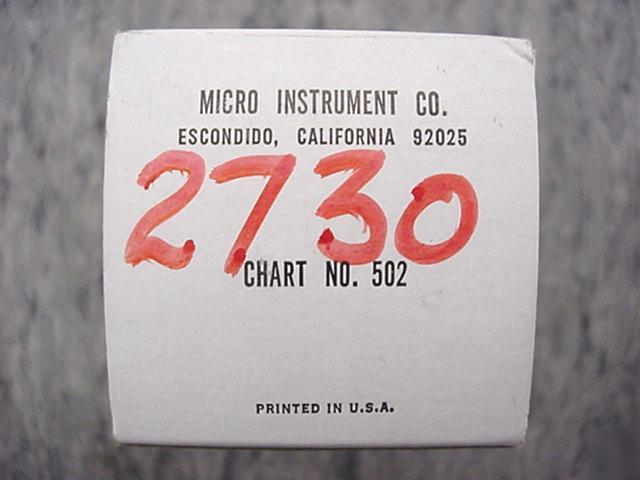 MICRO INSTRUMENT CO.
ESCONDIDO, CALIFORNIA 92025
2730
CHART NO. 502
PRINTED IN U.S.A.